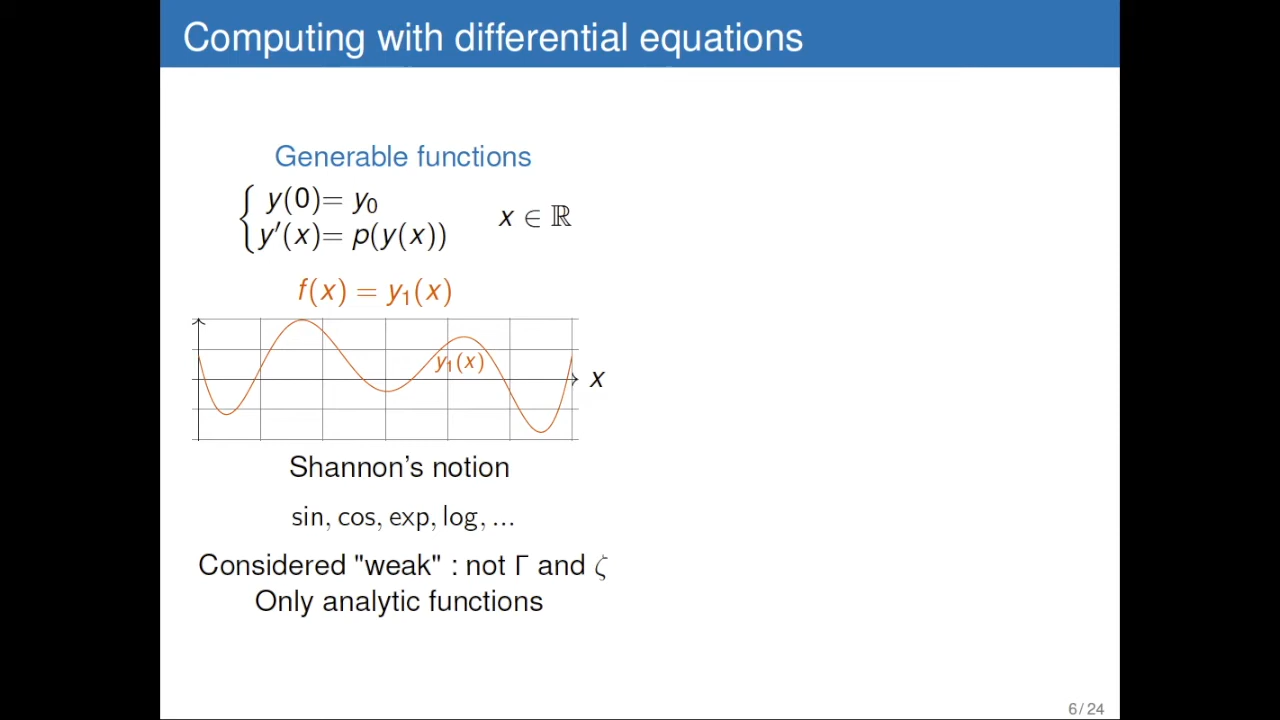 Computing with differential equations
Generable functions
y(0)= y₀
y′(x)= p(y(x))
x ∈ ℝ
f(x) = y₁(x)
y₁(x)
x
Shannon’s notion
sin, cos, exp, log, ...
Considered "weak" : not Γ and ζ
Only analytic functions
6 / 24